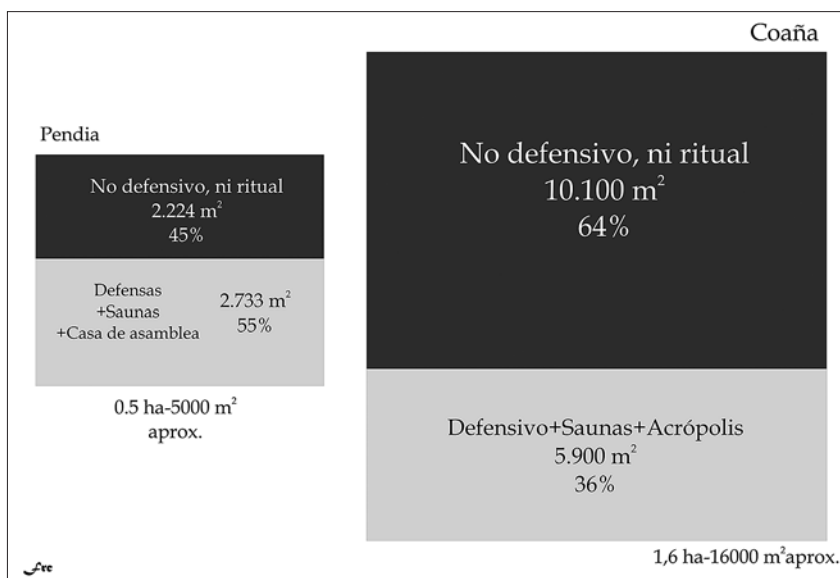 Coaña
Pendia
No defensivo, ni ritual
2.224 m²
45%
Defensas
+Saunas
+Casa de asamblea
2.733 m²
55%
0.5 ha-5000 m²
aprox.
No defensivo, ni ritual
10.100 m²
64%
Defensivo+Saunas+Acrópolis
5.900 m²
36%
1,6 ha-16000 m²aprox.